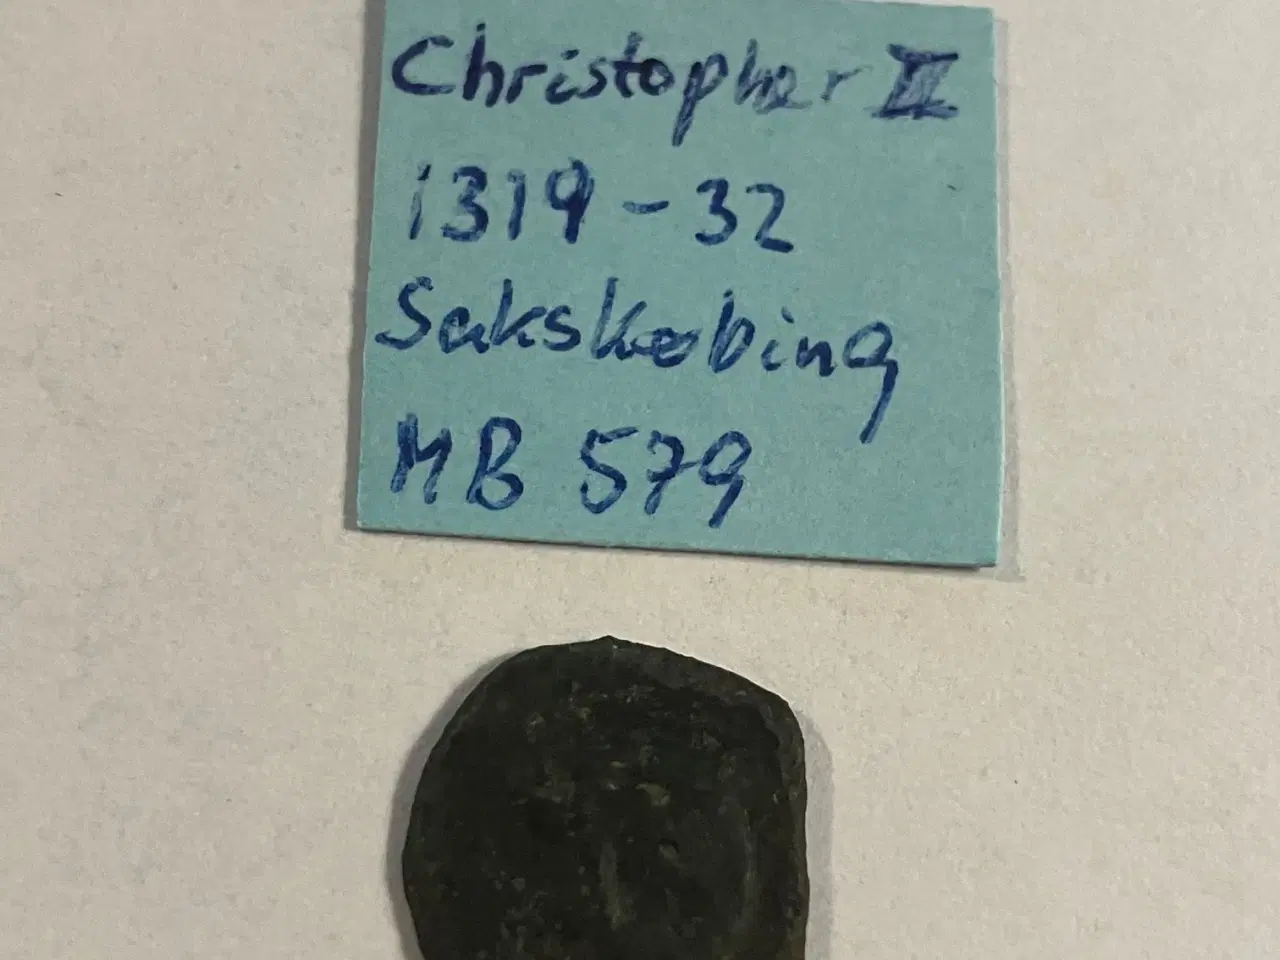 Christopher II
1319-32
Sakskøbing
MB 579